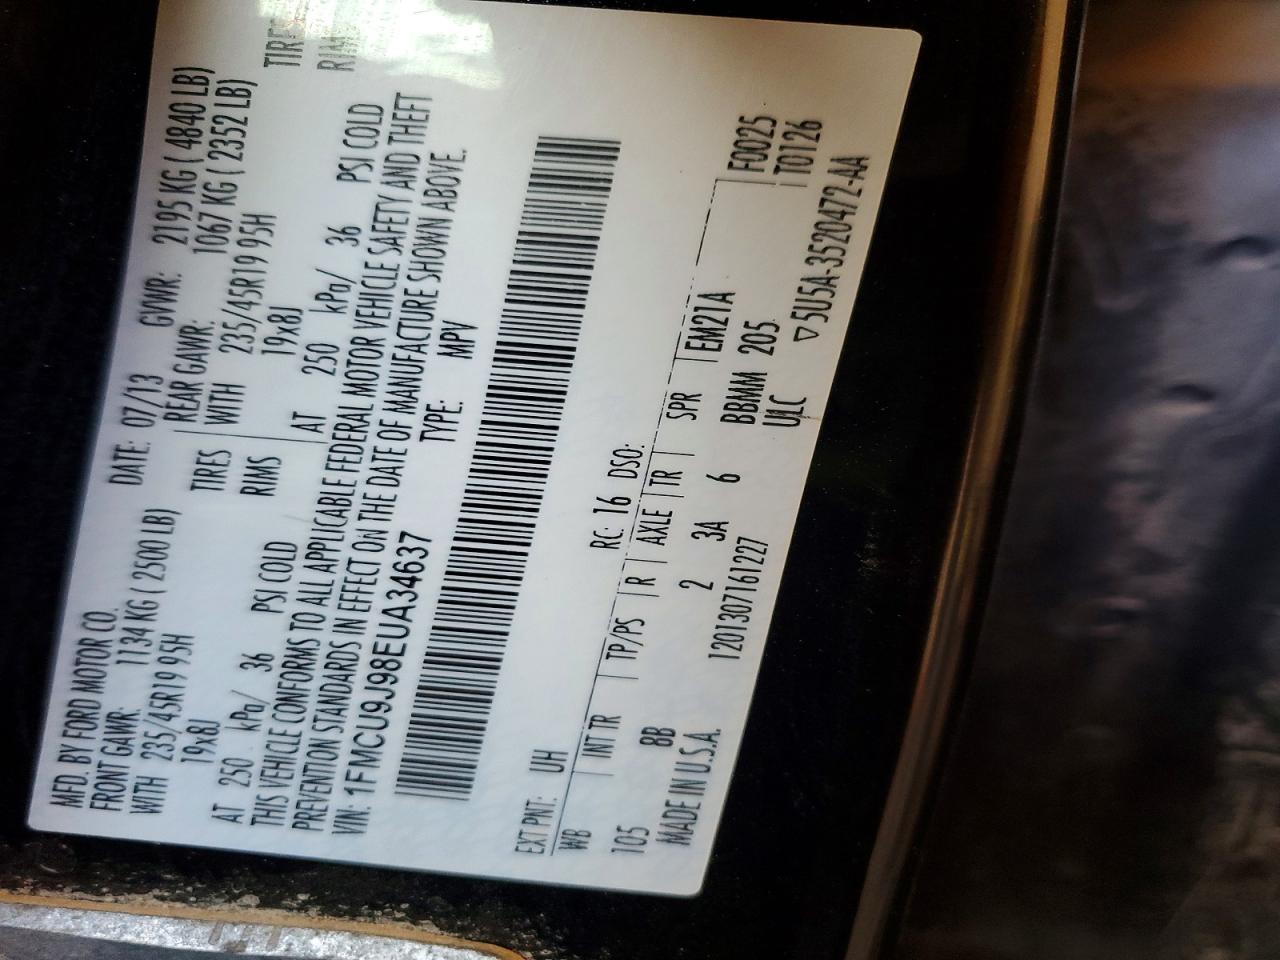 MFD. BY FORD MOTOR CO. DATE: 07/13 GVWR: 2195 KG ( 4840 LB)
FRONT GAWR: 1134 KG ( 2500 LB) REAR GAWR: 1067 KG ( 2352 LB)
WITH 235/45R19 95H TIRES WITH 235/45R19 95H TIRES
19x8J RIMS 19x8J RIMS
AT 250 kPa/ 36 PSI COLD AT 250 kPa/ 36 PSI COLD
THIS VEHICLE CONFORMS TO ALL APPLICABLE FEDERAL MOTOR VEHICLE SAFETY AND THEFT
PREVENTION STANDARDS IN EFFECT ON THE DATE OF MANUFACTURE SHOWN ABOVE.
VIN: 1FMCU9J98EUA34637 TYPE: MPV
EXT PNT: UH RC: 16 DSO:
WB INT TR TP/PS R AXLE TR SPR EM21A F0025
105 8B 2 3A 6 BBMM 205 T0126
MADE IN U.S.A. 1201307161227 ULC ▽5U5A-3520472-AA